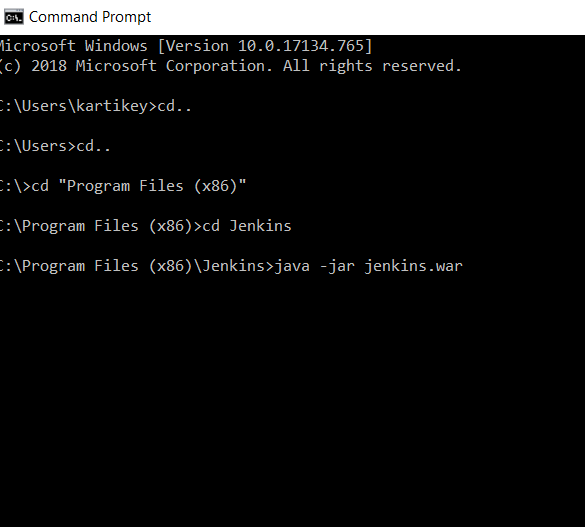 Command Prompt
Microsoft Windows [Version 10.0.17134.765]
(c) 2018 Microsoft Corporation. All rights reserved.
C:\Users\kartikey>cd..
C:\Users>cd..
C:\>cd "Program Files (x86)"
C:\Program Files (x86)>cd Jenkins
C:\Program Files (x86)\Jenkins>java -jar jenkins.war